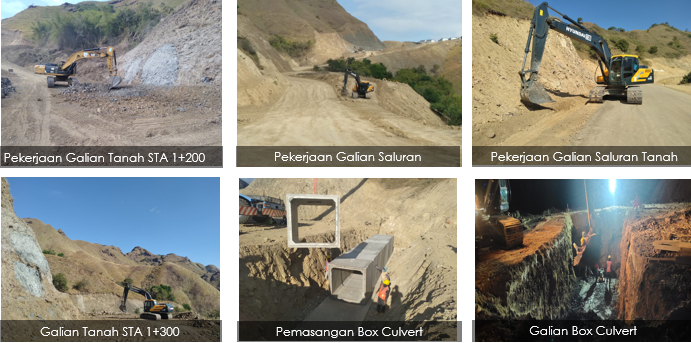 HYUNDAI
Pekerjaan Galian Tanah STA 1+200
Pekerjaan Galian Saluran
Pekerjaan Galian Saluran Tanah
Galian Tanah STA 1+300
Pemasangan Box Culvert
Galian Box Culvert